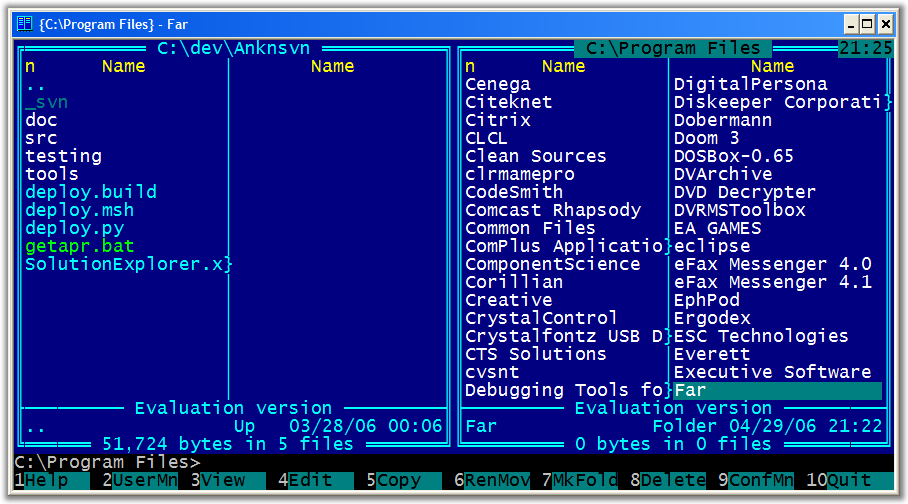 {C:\Program Files} - Far
C:\dev\Anknsvn
n Name Name
..
_svn
doc
src
testing
tools
deploy.build
deploy.msh
deploy.py
getapr.bat
SolutionExplorer.x}
Evaluation version
.. Up 03/28/06 00:06
51,724 bytes in 5 files
C:\Program Files 21:25
n Name Name
Cenega DigitalPersona
Citeknet Diskeeper Corporati}
Citrix Dobermann
CLCL Doom 3
Clean Sources DOSBox-0.65
clrmamepro DVArchive
CodeSmith DVD Decrypter
Comcast Rhapsody DVRMSToolbox
Common Files EA GAMES
ComPlus Applicatio} eclipse
ComponentScience eFax Messenger 4.0
Corillian eFax Messenger 4.1
Creative EphPod
CrystalControl Ergodex
Crystalfontz USB D} ESC Technologies
CTS Solutions Everett
cvsnt Executive Software
Debugging Tools fo} Far
Evaluation version
Far Folder 04/29/06 21:22
0 bytes in 0 files
C:\Program Files>
1Help 2UserMn 3View 4Edit 5Copy 6RenMov 7MkFold 8Delete 9ConfMn 10Quit